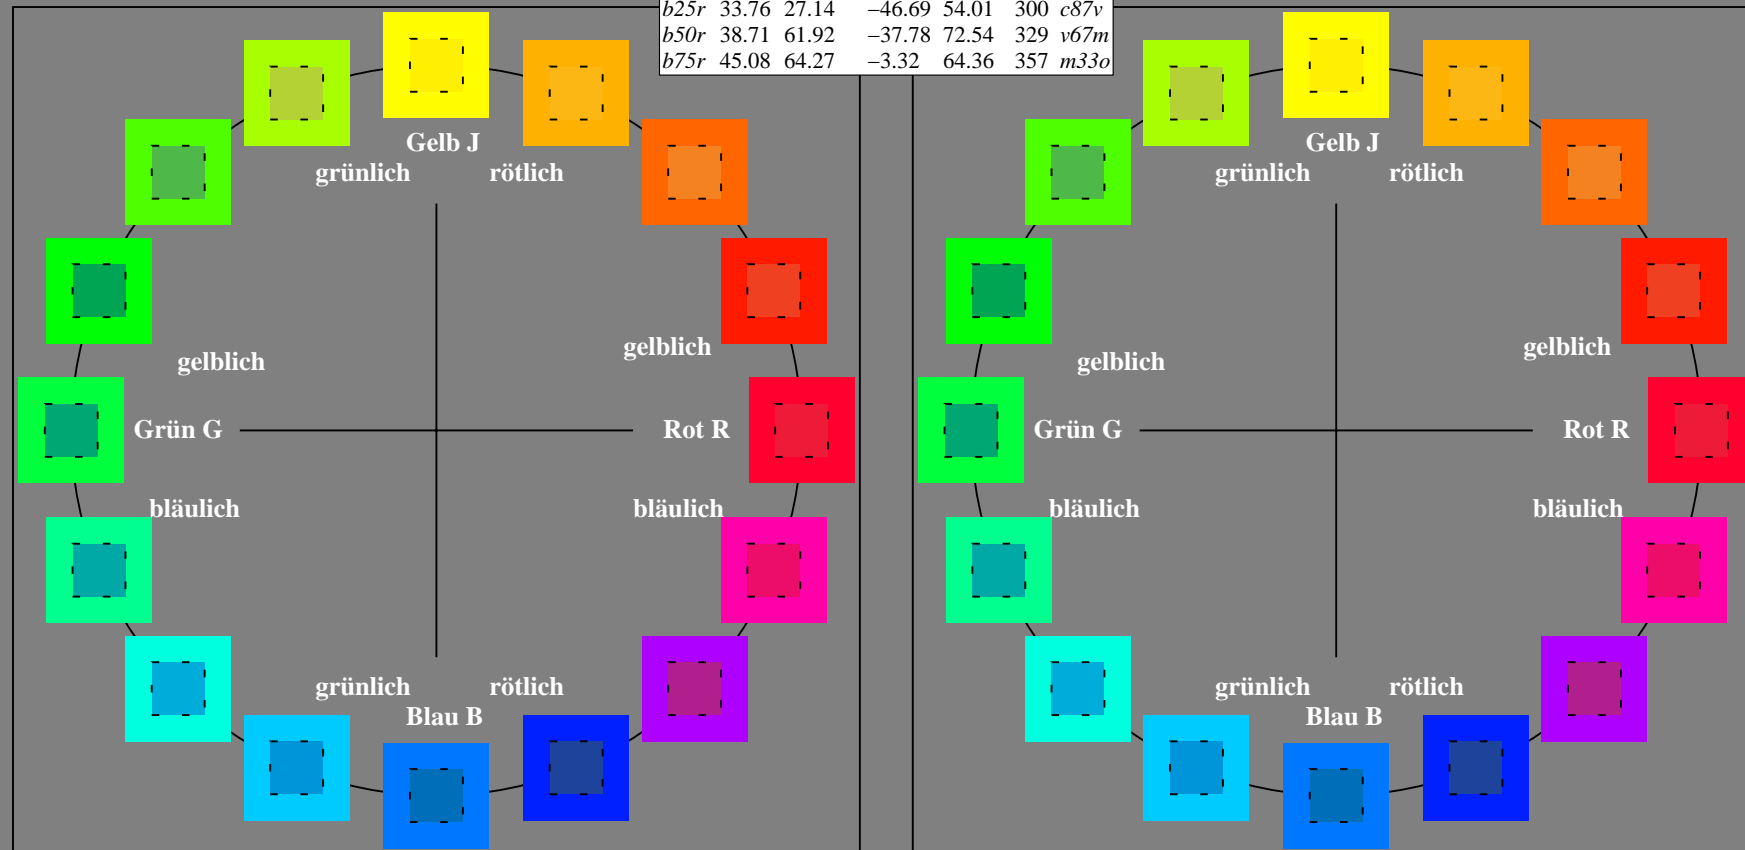 b25r 33.76 27.14 −46.69 54.01 300 c87v
b50r 38.71 61.92 −37.78 72.54 329 v67m
b75r 45.08 64.27 −3.32 64.36 357 m33o
Gelb J
grünlich rötlich
gelblich
gelblich
Grün G
Rot R
bläulich
bläulich
grünlich rötlich
Blau B
Gelb J
grünlich rötlich
gelblich
gelblich
Grün G
Rot R
bläulich
bläulich
grünlich rötlich
Blau B